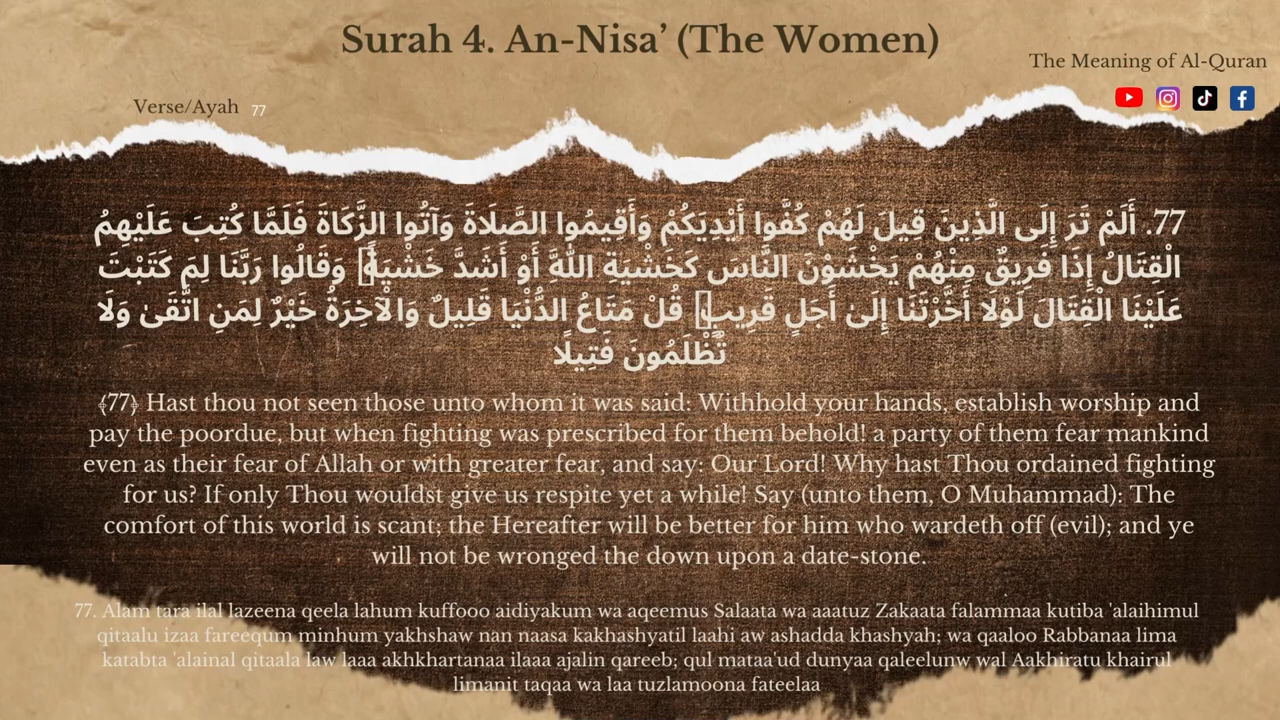 Surah 4. An-Nisa’ (The Women)
The Meaning of Al-Quran
Verse/Ayah 77
77. أَلَمْ تَرَ إِلَى الَّذِينَ قِيلَ لَهُمْ كُفُّوا أَيْدِيَكُمْ وَأَقِيمُوا الصَّلَاةَ وَآتُوا الزَّكَاةَ فَلَمَّا كُتِبَ عَلَيْهِمُ
الْقِتَالُ إِذَا فَرِيقٌ مِنْهُمْ يَخْشَوْنَ النَّاسَ كَخَشْيَةِ اللَّهِ أَوْ أَشَدَّ خَشْيَةً وَقَالُوا رَبَّنَا لِمَ كَتَبْتَ
عَلَيْنَا الْقِتَالَ لَوْلَا أَخَّرْتَنَا إِلَىٰ أَجَلٍ قَرِيبٍ قُلْ مَتَاعُ الدُّنْيَا قَلِيلٌ وَالْآخِرَةُ خَيْرٌ لِمَنِ اتَّقَىٰ وَلَا
تُظْلَمُونَ فَتِيلًا
﴾77﴿ Hast thou not seen those unto whom it was said: Withhold your hands, establish worship and
pay the poordue, but when fighting was prescribed for them behold! a party of them fear mankind
even as their fear of Allah or with greater fear, and say: Our Lord! Why hast Thou ordained fighting
for us? If only Thou wouldst give us respite yet a while! Say (unto them, O Muhammad): The
comfort of this world is scant; the Hereafter will be better for him who wardeth off (evil); and ye
will not be wronged the down upon a date-stone.
77. Alam tara ilal lazeena qeela lahum kuffooo aidiyakum wa aqeemus Salaata wa aaatuz Zakaata falammaa kutiba 'alaihimul
qitaalu izaa fareequm minhum yakhshaw nan naasa kakhashyatil laahi aw ashadda khashyah; wa qaaloo Rabbanaa lima
katabta 'alainal qitaala law laaa akhkhartanaa ilaaa ajalin qareeb; qul mataa'ud dunyaa qaleelunw wal Aakhiratu khairul
limanit taqaa wa laa tuzlamoona fateelaa